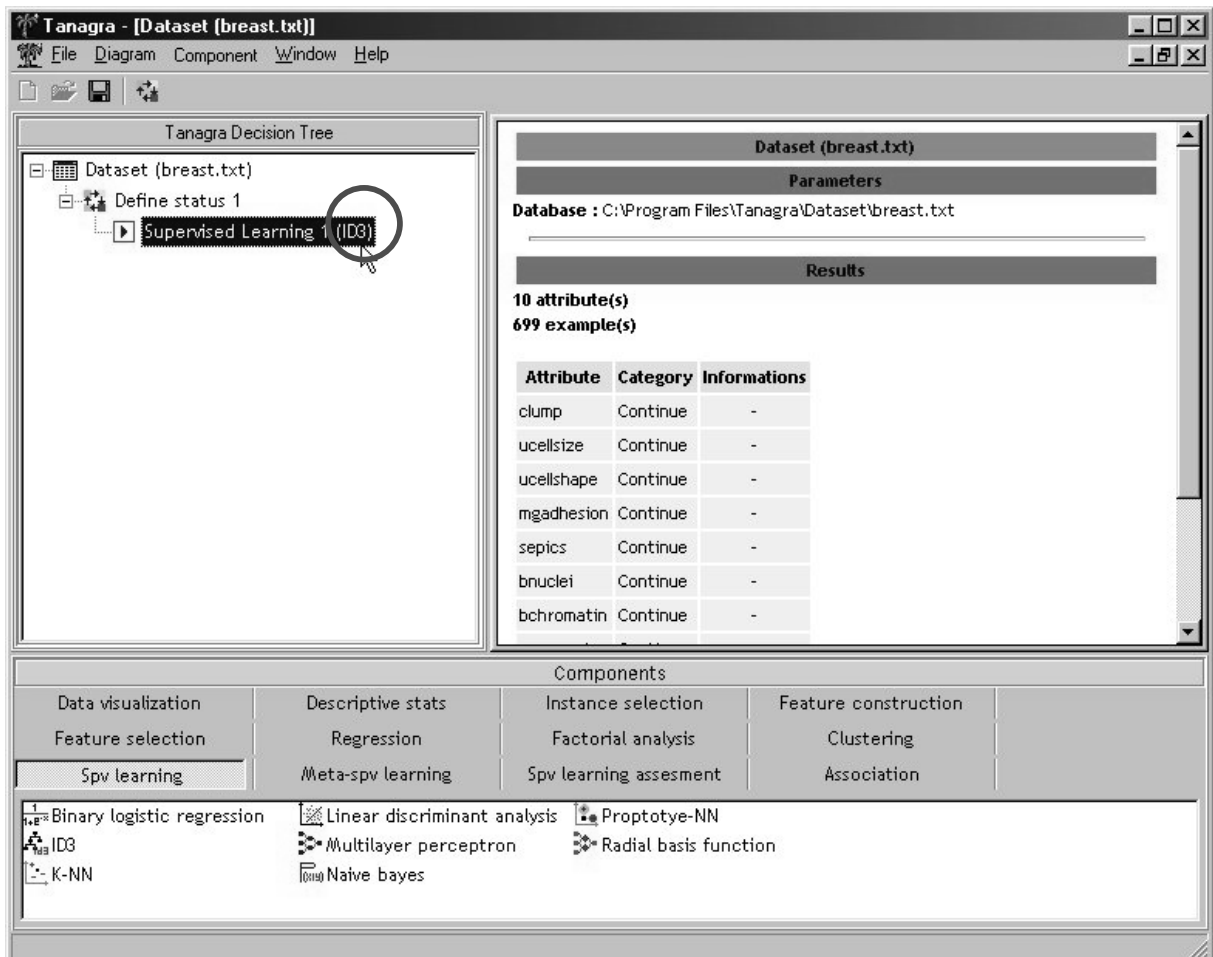 Tanagra - [Dataset (breast.txt)]
File Diagram Component Window Help
Tanagra Decision Tree
Dataset (breast.txt)
Define status 1
Supervised Learning 1 (ID3)
Dataset (breast.txt)
Parameters
Database : C:\Program Files\Tanagra\Dataset\breast.txt
Results
10 attribute(s)
699 example(s)
Attribute Category Informations
clump Continue -
ucellsize Continue -
ucellshape Continue -
mgadhesion Continue -
sepics Continue -
bnuclei Continue -
bchromatin Continue -
Components
Data visualization Descriptive stats Instance selection Feature construction
Feature selection Regression Factorial analysis Clustering
Spv learning Meta-spv learning Spv learning assesment Association
Binary logistic regression Linear discriminant analysis Proptotye-NN
ID3 Multilayer perceptron Radial basis function
K-NN Naive bayes